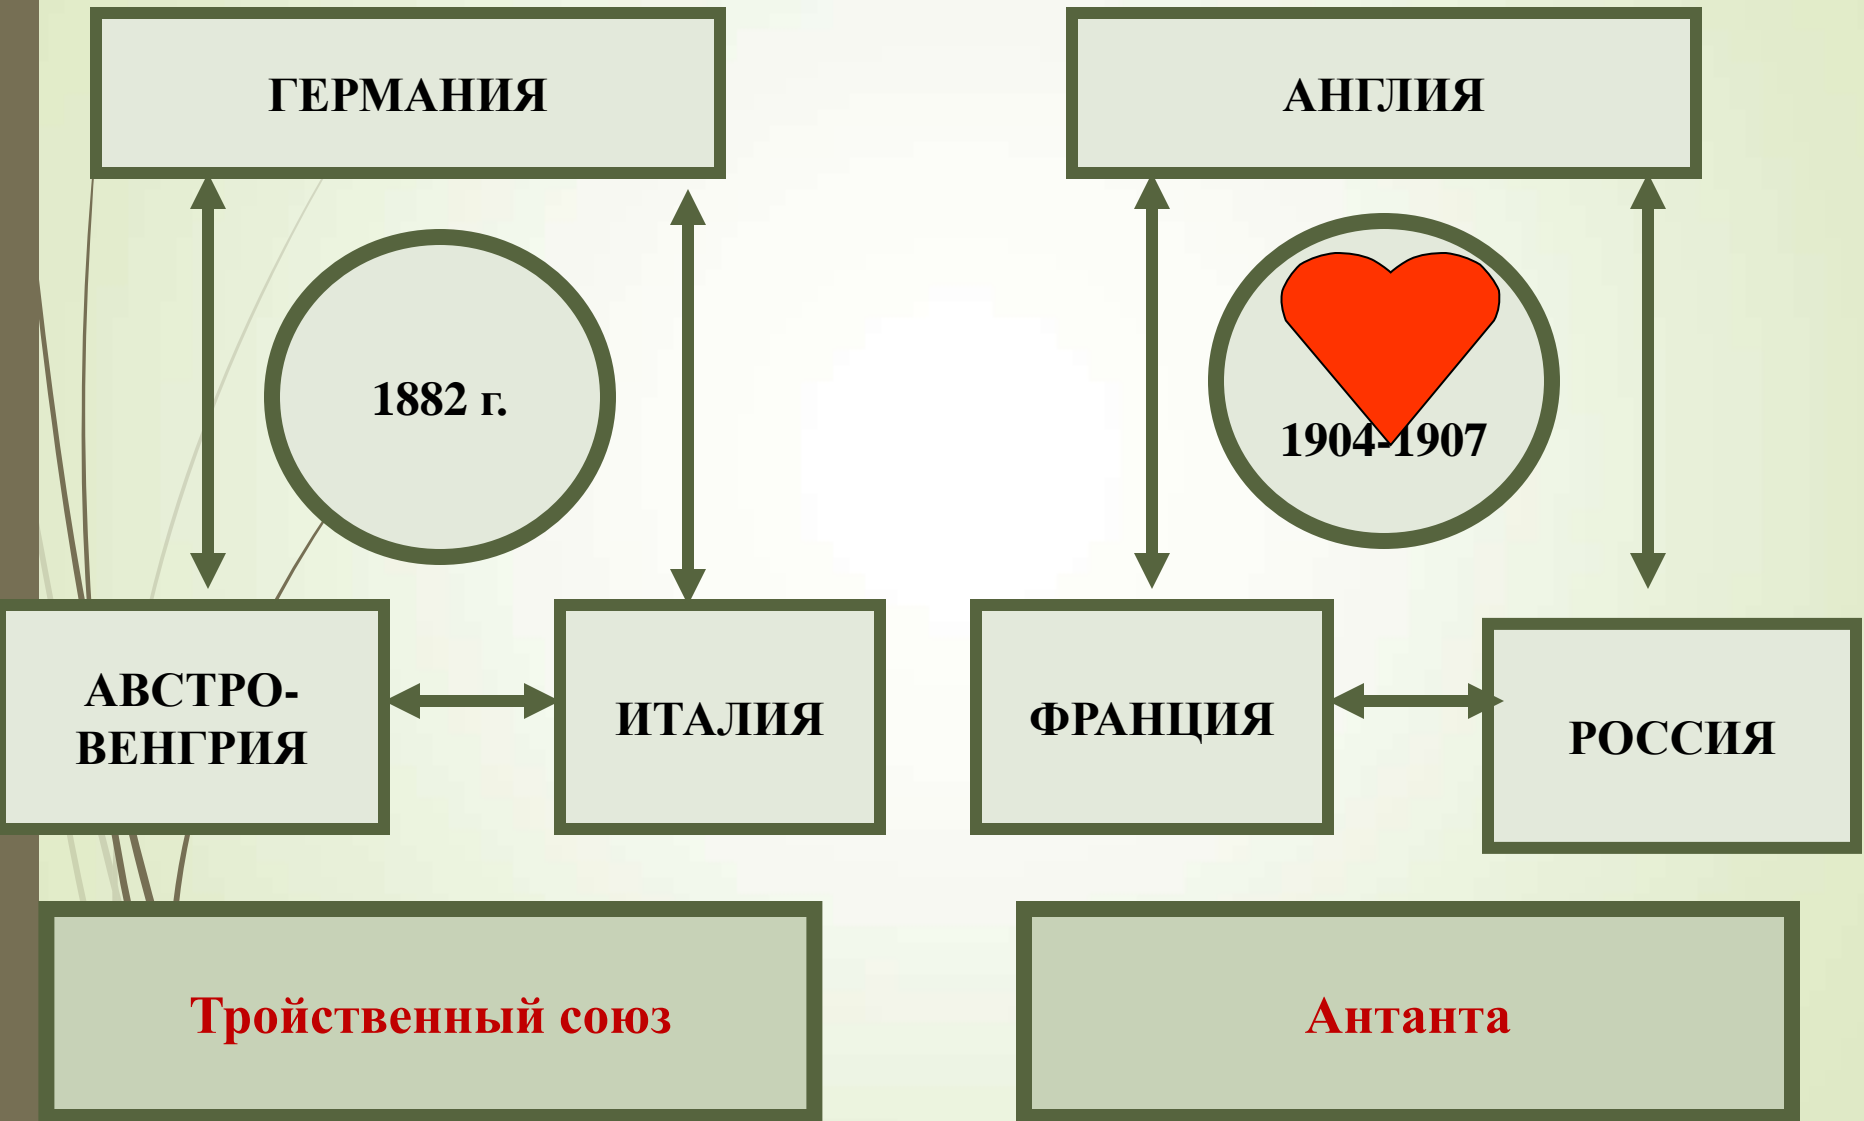 ГЕРМАНИЯ
АНГЛИЯ
1882 г.
1904-1907
АВСТРО-
ВЕНГРИЯ
ИТАЛИЯ
ФРАНЦИЯ
РОССИЯ
Тройственный союз
Антанта